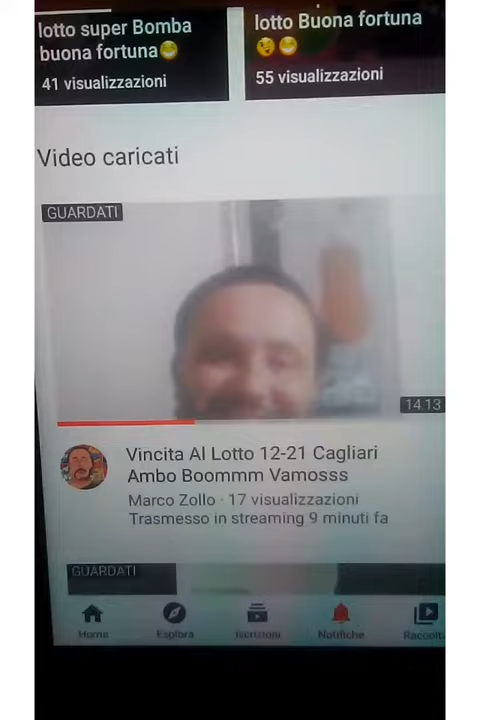 lotto super Bomba
buona fortuna😁
41 visualizzazioni
lotto Buona fortuna
😉😁
55 visualizzazioni
Video caricati
GUARDATI
14:13
Vincita Al Lotto 12-21 Cagliari
Ambo Boommm Vamosss
Marco Zollo · 17 visualizzazioni
Trasmesso in streaming 9 minuti fa
GUARDATI
Home
Esplora
Iscrizioni
Notifiche
Raccolt